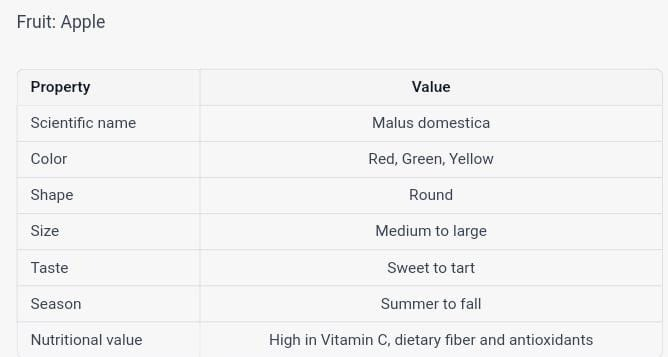 Fruit: Apple
Property Value
Scientific name Malus domestica
Color Red, Green, Yellow
Shape Round
Size Medium to large
Taste Sweet to tart
Season Summer to fall
Nutritional value High in Vitamin C, dietary fiber and antioxidants